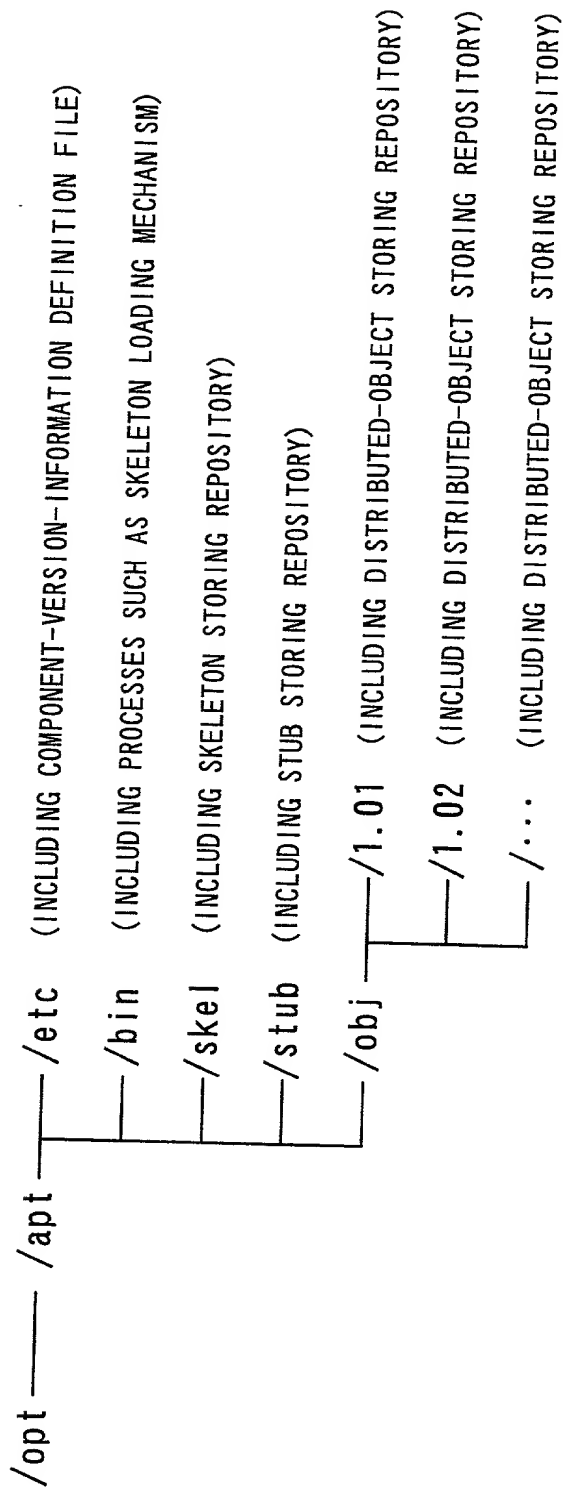 /opt /apt /etc (INCLUDING COMPONENT-VERSION-INFORMATION DEFINITION FILE)
/bin (INCLUDING PROCESSES SUCH AS SKELETON LOADING MECHANISM)
/skel (INCLUDING SKELETON STORING REPOSITORY)
/stub (INCLUDING STUB STORING REPOSITORY)
/obj /1.01 (INCLUDING DISTRIBUTED-OBJECT STORING REPOSITORY)
/1.02 (INCLUDING DISTRIBUTED-OBJECT STORING REPOSITORY)
/... (INCLUDING DISTRIBUTED-OBJECT STORING REPOSITORY)